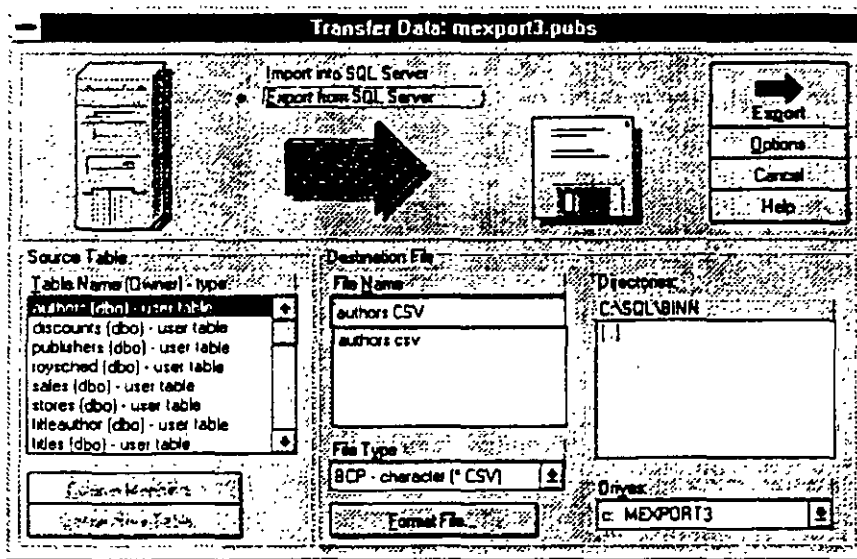 Transfer Data: mexport3.pubs
Import into SQL Server
Export from SQL Server
Export
Options
Cancel
Help
Source Table
Table Name (Owner) - type
authors (dbo) - user table
discounts (dbo) - user table
publishers (dbo) - user table
roysched (dbo) - user table
sales (dbo) - user table
stores (dbo) - user table
titleauthor (dbo) - user table
titles (dbo) - user table
Destination File
File Name
authors CSV
authors csv
File Type
BCP - character (* CSV)
Format File...
Directories:
C:\SQL\BINN
[..]
Drives:
c: MEXPORT3